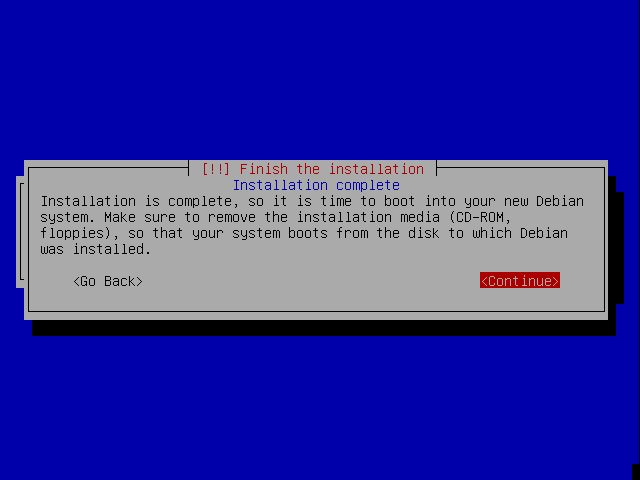 [!!] Finish the installation
Installation complete
Installation is complete, so it is time to boot into your new Debian
system. Make sure to remove the installation media (CD-ROM,
floppies), so that your system boots from the disk to which Debian
was installed.
<Go Back> <Continue>